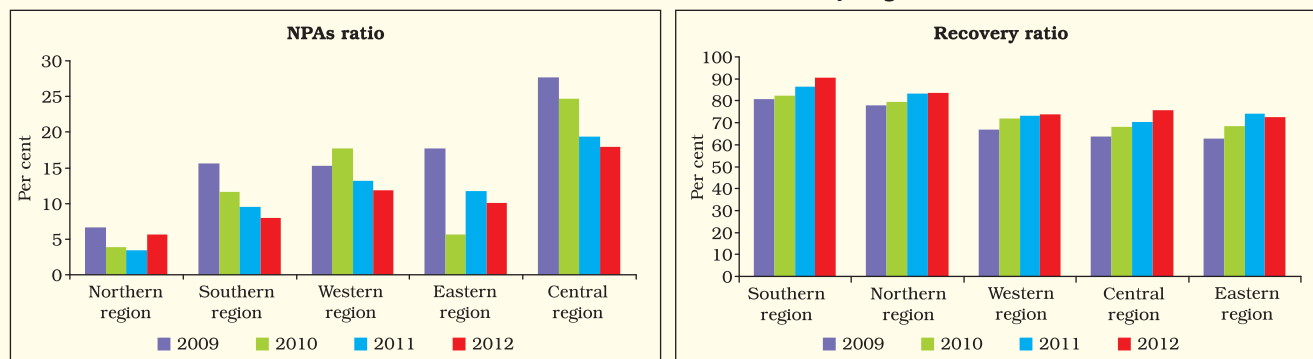 NPAs ratio
Per cent
30
25
20
15
10
5
0
Northern region
Southern region
Western region
Eastern region
Central region
2009 2010 2011 2012
Recovery ratio
Per cent
100
90
80
70
60
50
40
30
20
10
0
Southern region
Northern region
Western region
Central region
Eastern region
2009 2010 2011 2012